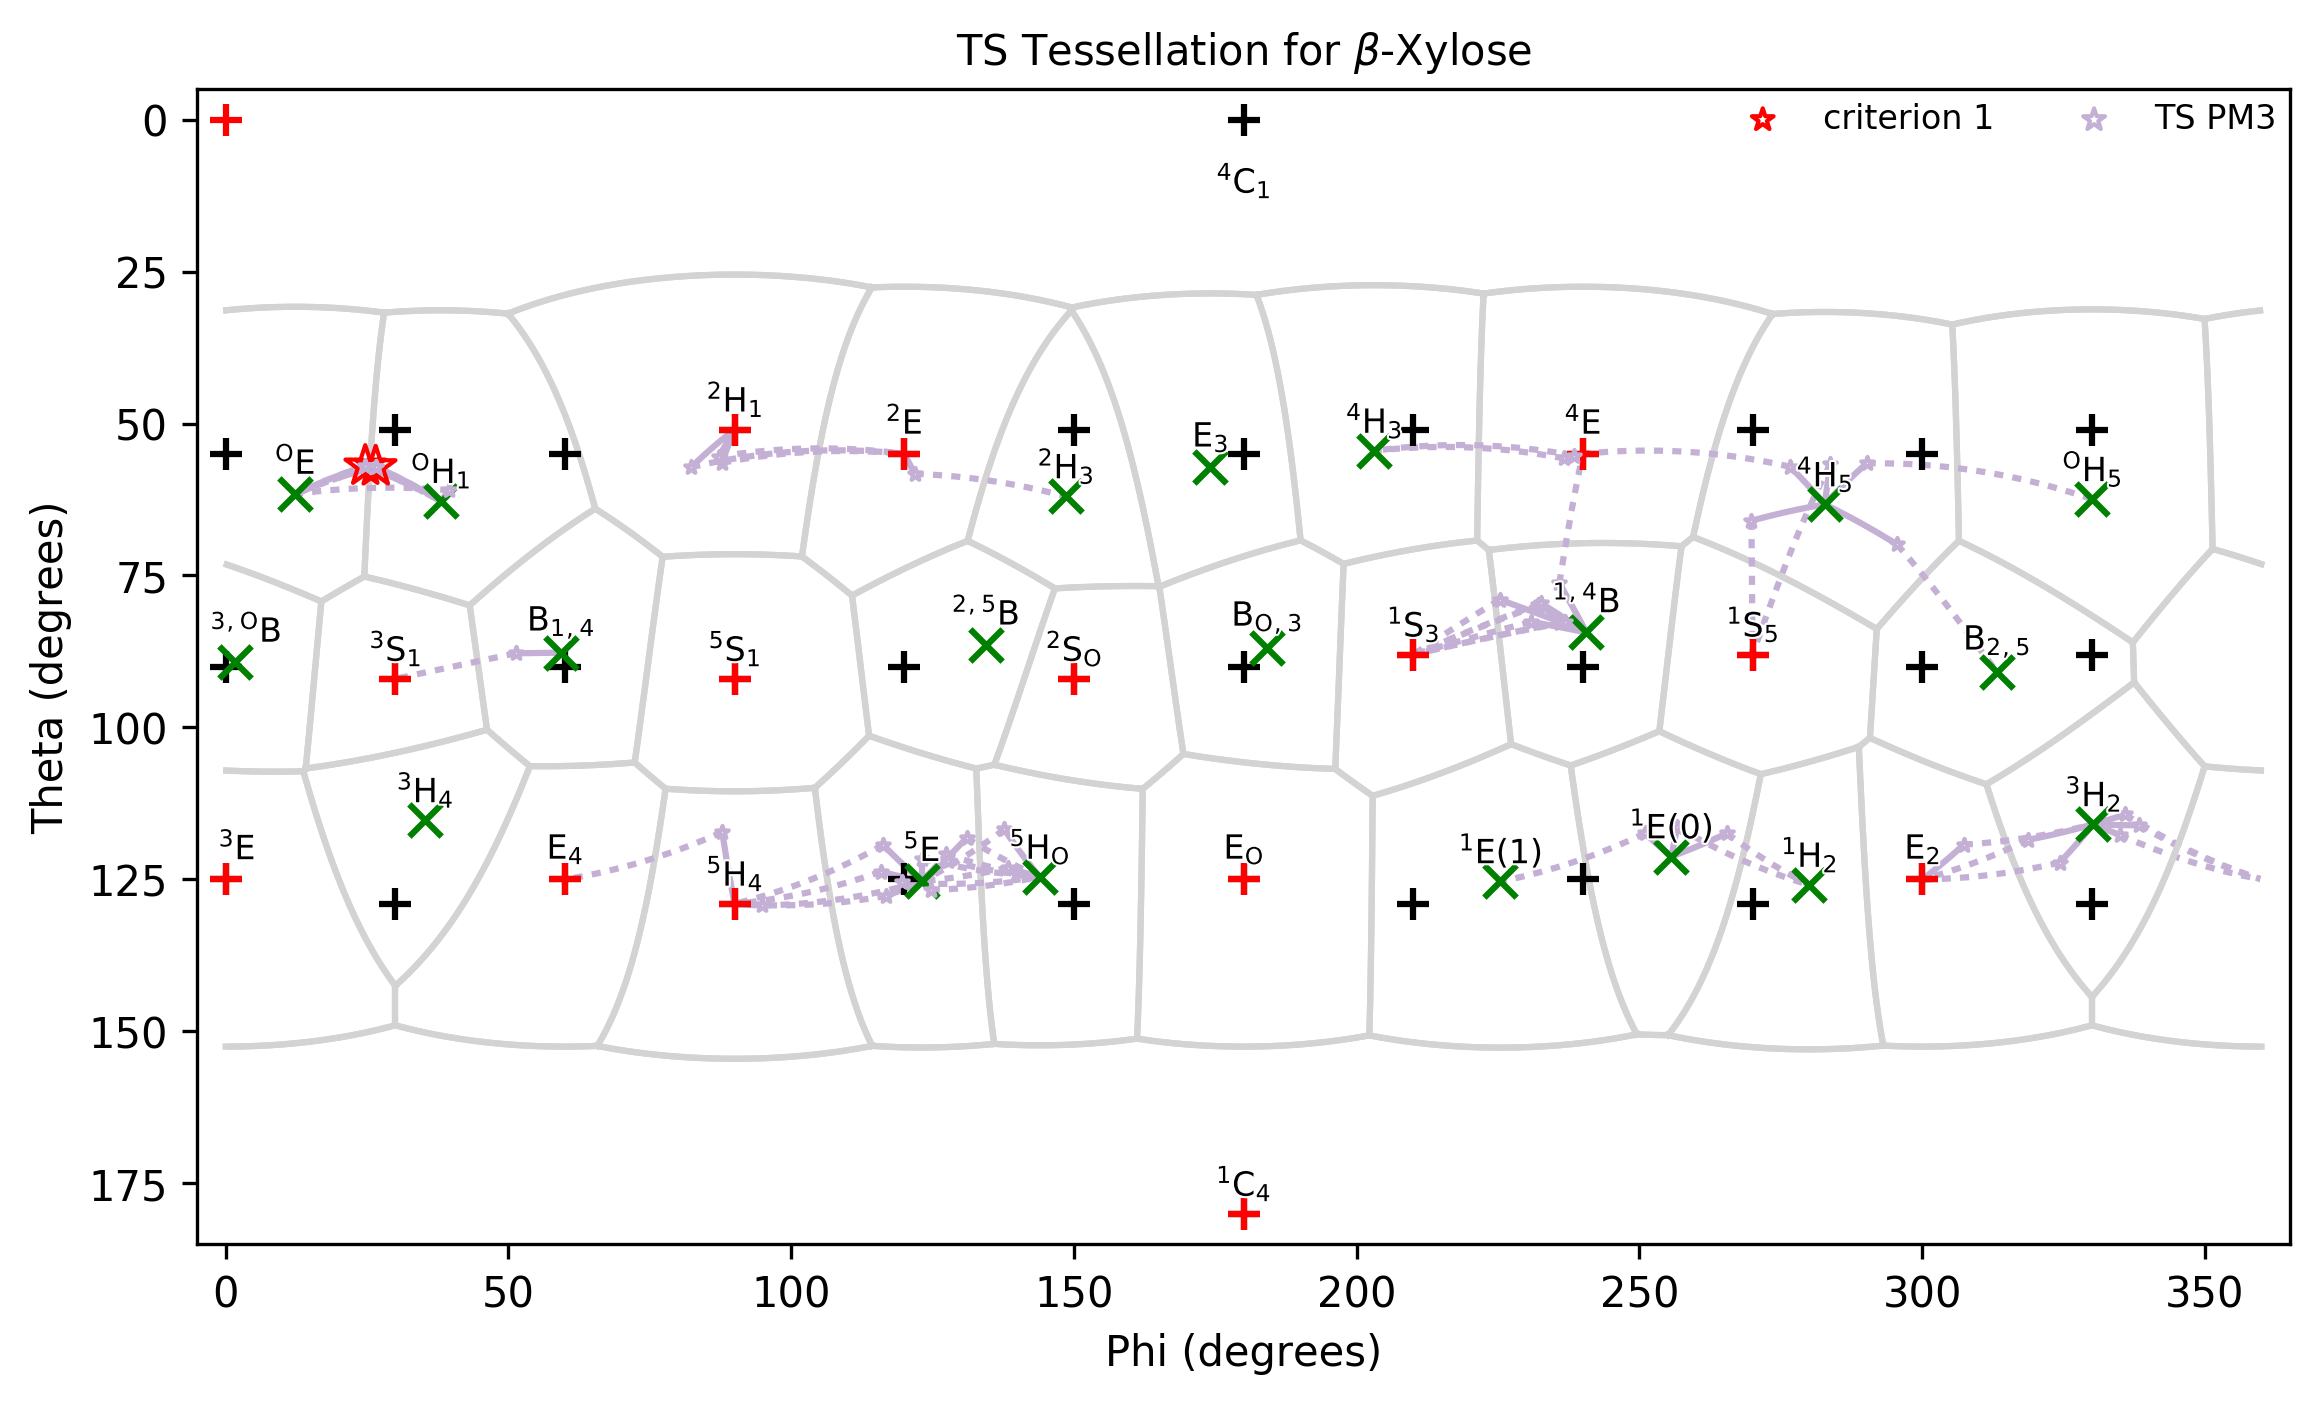 TS Tessellation for β-Xylose
criterion 1
TS PM3
⁴C₁
²H₁
²E
⁴H₃
⁴E
E₃
ᴼE
ᴼH₁
²H₃
⁴H₅
ᴼH₅
³,ᴼB
³S₁
B₁,₄
⁵S₁
²,⁵B
²Sₒ
Bₒ,₃
¹S₃
¹,⁴B
¹S₅
B₂,₅
³H₄
³E
E₄
⁵H₄
⁵E
⁵Hₒ
Eₒ
¹E(1)
¹E(0)
¹H₂
E₂
³H₂
¹C₄
0
25
50
75
100
125
150
175
Theta (degrees)
0
50
100
150
200
250
300
350
Phi (degrees)